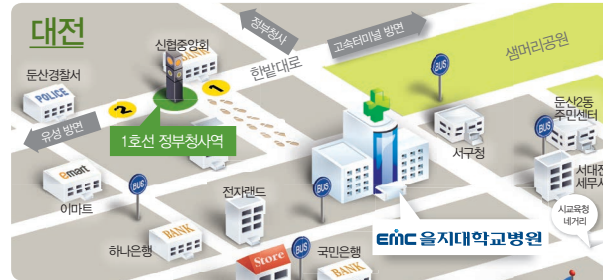 대전
정부청사
고속터미널 방면
신협중앙회
BANK
한밭대로
샘머리공원
둔산경찰서
POLICE
BUS
1
2
둔산2동
주민센터
유성 방면
1호선 정부청사역
BUS
서구청
emart
이마트
BUS
전자랜드
BUS
서대전
세무서
시교육청
네거리
EMC 을지대학교병원
하나은행
BANK
Store
BUS
국민은행
BANK